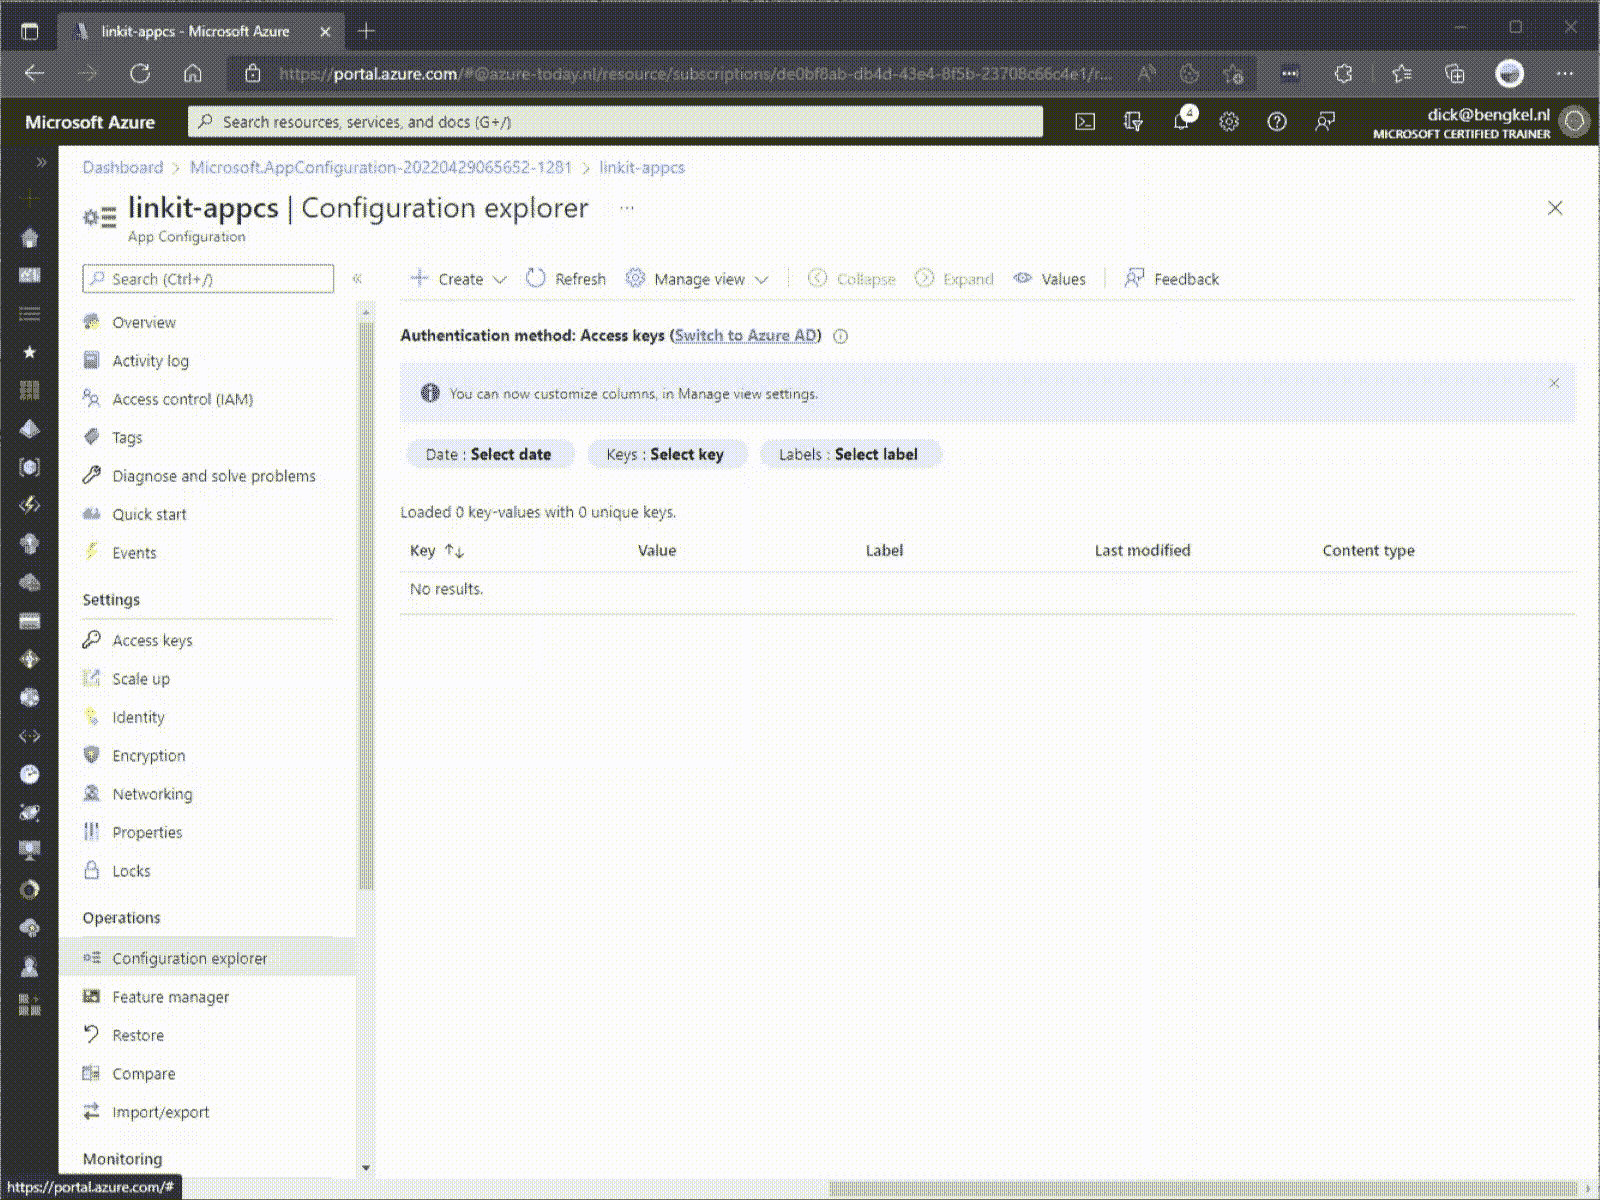 linkit-appcs - Microsoft Azure
https://portal.azure.com/#@azure-today.nl/resource/subscriptions/de0bf8ab-db4d-43e4-8f5b-23708c66c4e1/r...
Microsoft Azure
Search resources, services, and docs (G+/)
4
dick@bengkel.nl
MICROSOFT CERTIFIED TRAINER
Dashboard > Microsoft.AppConfiguration-20220429065652-1281 > linkit-appcs
linkit-appcs | Configuration explorer ...
App Configuration
Search (Ctrl+/)
Create
Refresh
Manage view
Collapse
Expand
Values
Feedback
Overview
Activity log
Access control (IAM)
Tags
Diagnose and solve problems
Quick start
Events
Settings
Access keys
Scale up
Identity
Encryption
Networking
Properties
Locks
Operations
Configuration explorer
Feature manager
Restore
Compare
Import/export
Monitoring
Authentication method: Access keys (Switch to Azure AD)
You can now customize columns, in Manage view settings.
Date : Select date
Keys : Select key
Labels : Select label
Loaded 0 key-values with 0 unique keys.
Key
Value
Label
Last modified
Content type
No results.
https://portal.azure.com/#